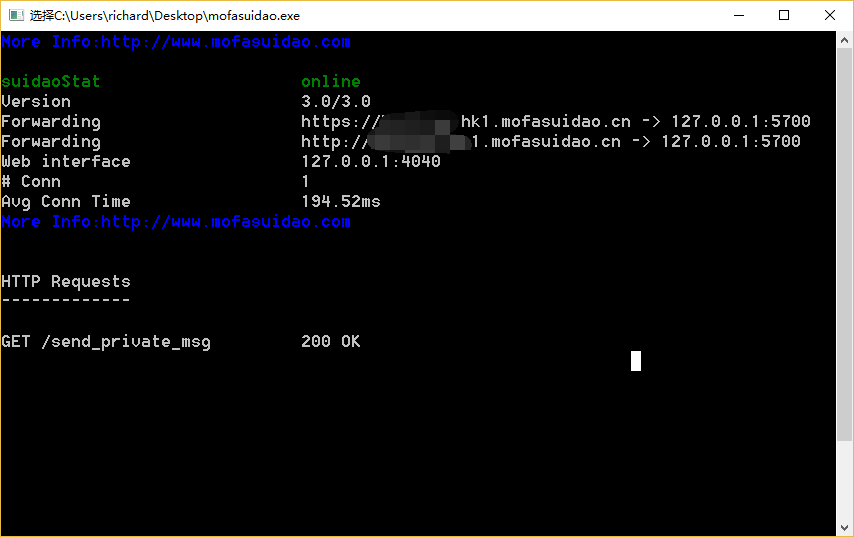 选择C:\Users\richard\Desktop\mofasuidao.exe
More Info:http://www.mofasuidao.com
suidaoStat online
Version 3.0/3.0
Forwarding https:// hk1.mofasuidao.cn -> 127.0.0.1:5700
Forwarding http:// 1.mofasuidao.cn -> 127.0.0.1:5700
Web interface 127.0.0.1:4040
# Conn 1
Avg Conn Time 194.52ms
More Info:http://www.mofasuidao.com
HTTP Requests
-------------
GET /send_private_msg 200 OK